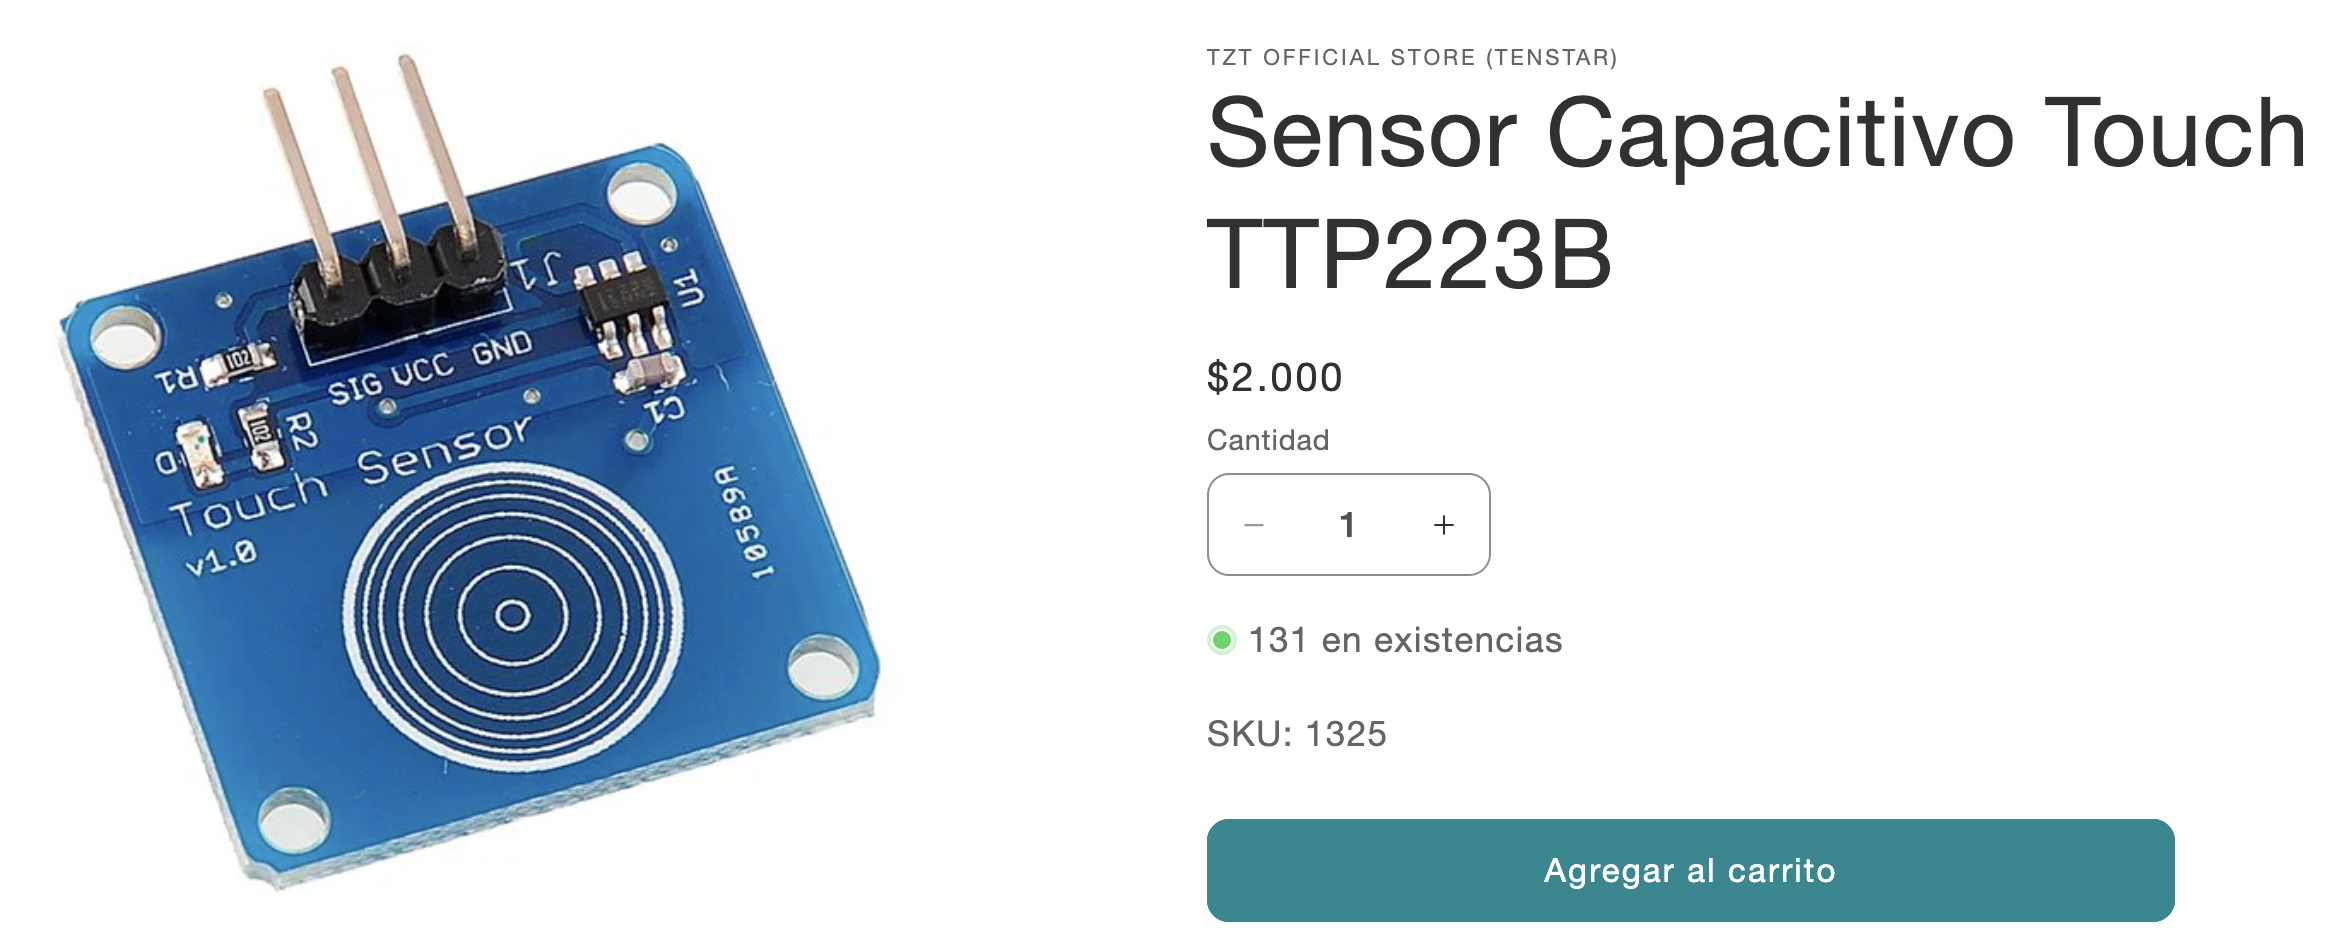 J1
U1
R1
102
SIG VCC GND
C1
102
R2
D
Touch Sensor
v1.0
10589A
TZT OFFICIAL STORE (TENSTAR)
Sensor Capacitivo Touch
TTP223B
$2.000
Cantidad
− 1 +
131 en existencias
SKU: 1325
Agregar al carrito